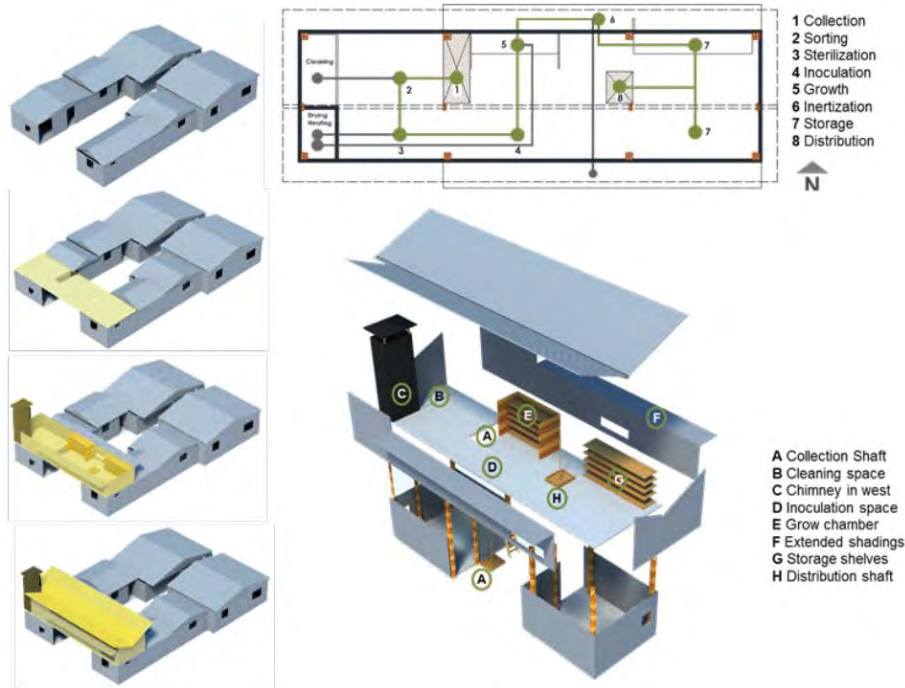 6
1 Collection
2 Sorting
3 Sterilization
4 Inoculation
5 Growth
6 Inertization
7 Storage
8 Distribution
5
7
Cleaning
2
1
8
Drying
Heating
3
4
7
N
C
B
E
F
A
D
G
H
A
A Collection Shaft
B Cleaning space
C Chimney in west
D Inoculation space
E Grow chamber
F Extended shadings
G Storage shelves
H Distribution shaft